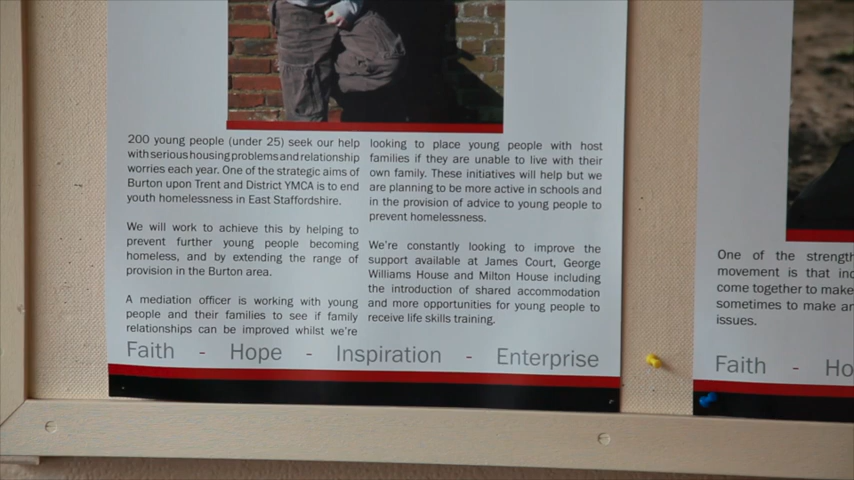 200 young people (under 25) seek our help
with serious housing problems and relationship
worries each year. One of the strategic aims of
Burton upon Trent and District YMCA is to end
youth homelessness in East Staffordshire.
We will work to achieve this by helping to
prevent further young people becoming
homeless, and by extending the range of
provision in the Burton area.
A mediation officer is working with young
people and their families to see if family
relationships can be improved whilst we're
looking to place young people with host
families if they are unable to live with their
own family. These initiatives will help but we
are planning to be more active in schools and
in the provision of advice to young people to
prevent homelessness.
We're constantly looking to improve the
support available at James Court, George
Williams House and Milton House including
the introduction of shared accommodation
and more opportunities for young people to
receive life skills training.
Faith - Hope - Inspiration - Enterprise
One of the strength
movement is that inc
come together to make
sometimes to make ar
issues.
Faith - Ho